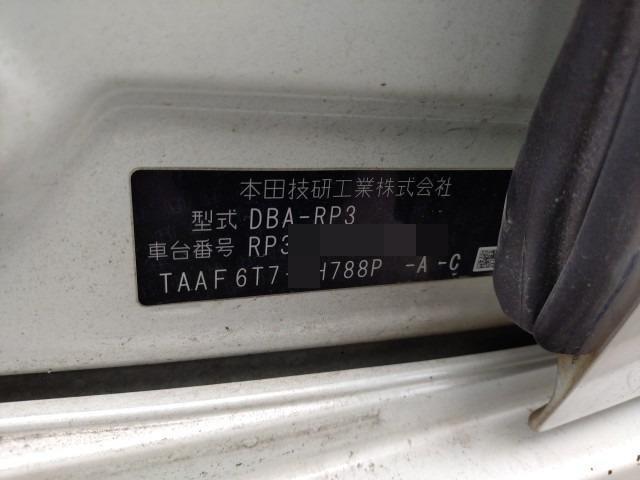 本田技研工業株式会社
型式 DBA-RP3
車台番号 RP3
TAAF 6T7- H788P -A -C